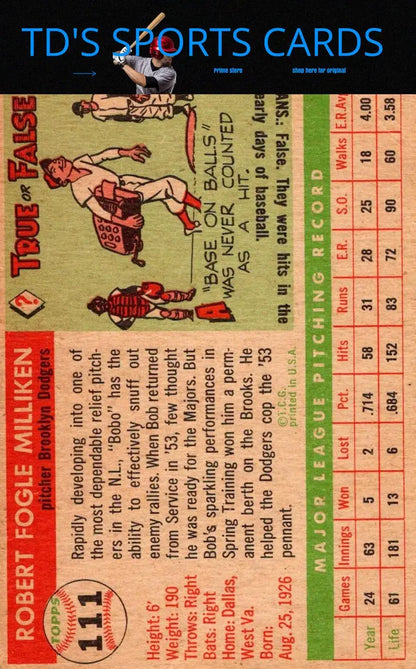 TD'S SPORTS CARDS
Prime store
shop here for original
TOPPS
111
ROBERT FOGLE MILLIKEN
pitcher Brooklyn Dodgers
Height: 6'
Weight: 190
Throws: Right
Bats: Right
Home: Dallas,
West Va.
Born:
Aug. 25, 1926
Rapidly developing into one of
the most dependable relief pitch-
ers in the N.L., "Bobo" has the
ability to effectively snuff out
enemy rallies. When Bob returned
from Service in '53, few thought
he was ready for the Majors. But
Bob's sparkling performances in
Spring Training won him a perm-
anent berth on the Brooks. He
helped the Dodgers cop the '53
pennant.
©T.C.G.
printed in U.S.A.
?
TRUE OR FALSE
"BASE ON BALLS"
WAS NEVER COUNTED
AS A HIT.
ANS.: False. They were hits in the
early days of baseball.
MAJOR LEAGUE PITCHING RECORD
Games Innings Won Lost Pct. Hits Runs E.R. S.O. Walks E.R.Av
Year 24 63 5 2 .714 58 31 28 25 18 4.00
Life 61 181 13 6 .684 152 83 72 90 60 3.58